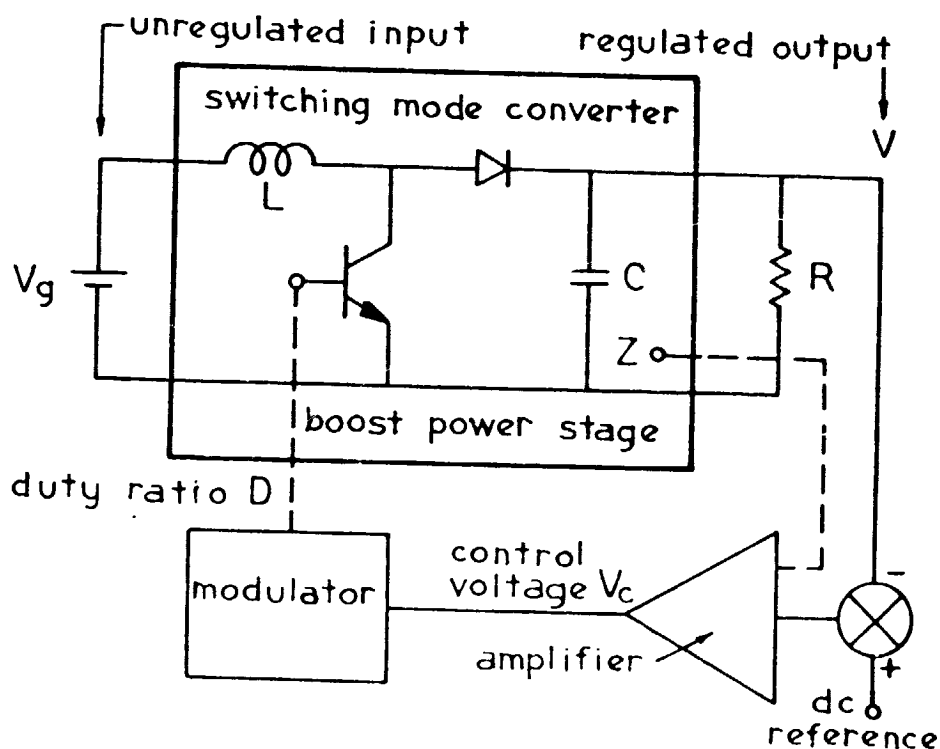 unregulated input
regulated output
switching mode converter
V
L
Vg
C
R
Z
boost power stage
duty ratio D
control
voltage Vc
modulator
amplifier
-
+
dc
reference